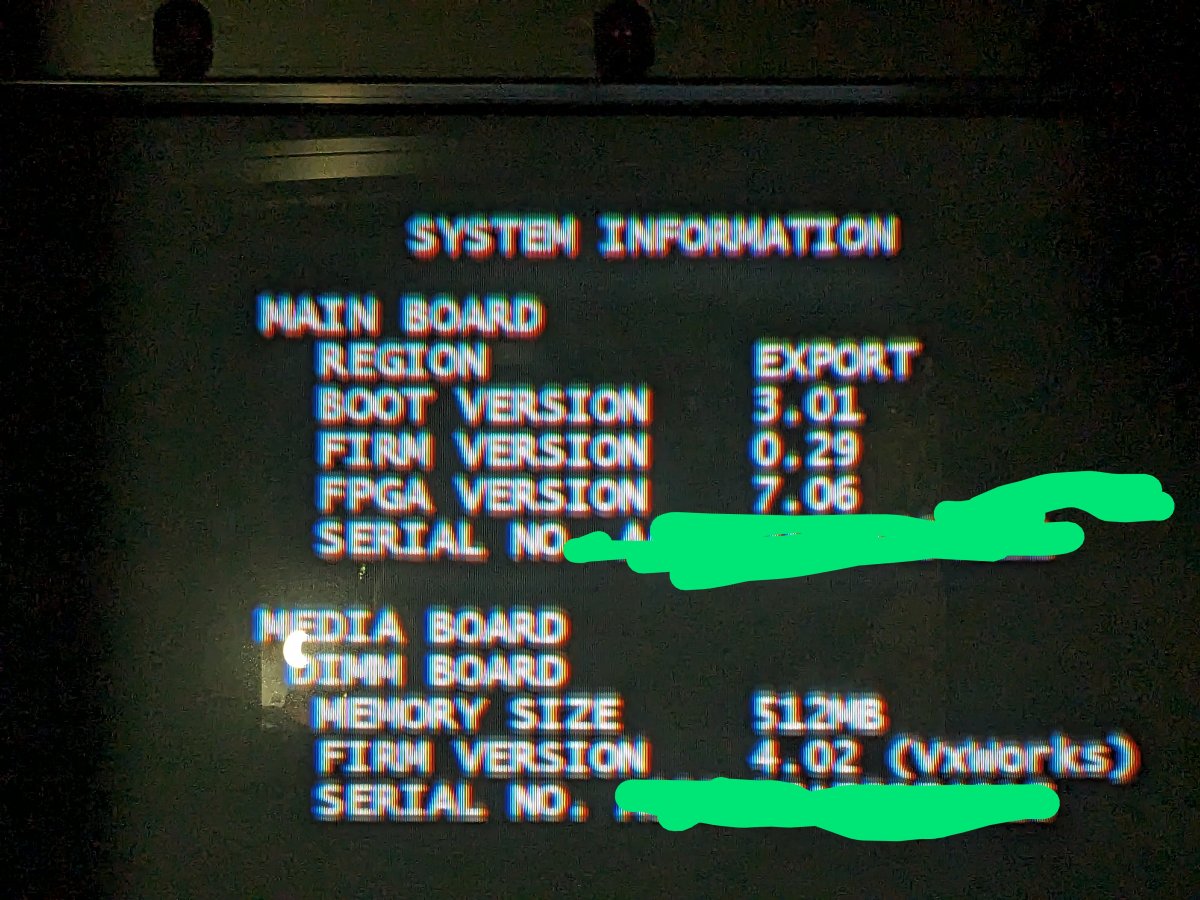 SYSTEM INFORMATION
MAIN BOARD
REGION EXPORT
BOOT VERSION 3.01
FIRM VERSION 0.29
FPGA VERSION 7.06
SERIAL NO.
MEDIA BOARD
DIMM BOARD
MEMORY SIZE 512MB
FIRM VERSION 4.02 (VxWorks)
SERIAL NO.